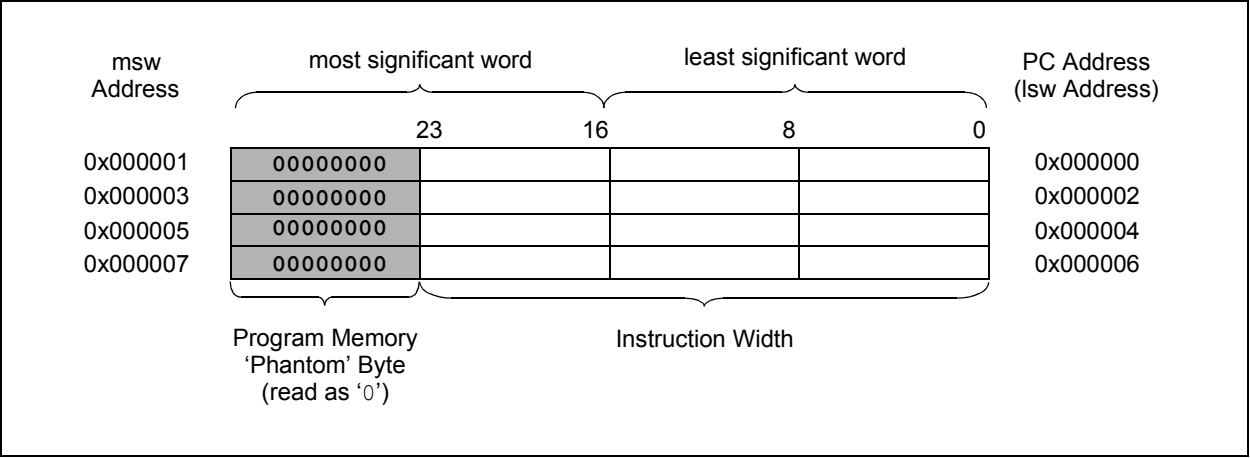 msw
Address
most significant word
least significant word
PC Address
(lsw Address)
23 16 8 0
0x000001 00000000 0x000000
0x000003 00000000 0x000002
0x000005 00000000 0x000004
0x000007 00000000 0x000006
Program Memory
‘Phantom’ Byte
(read as ‘0’)
Instruction Width